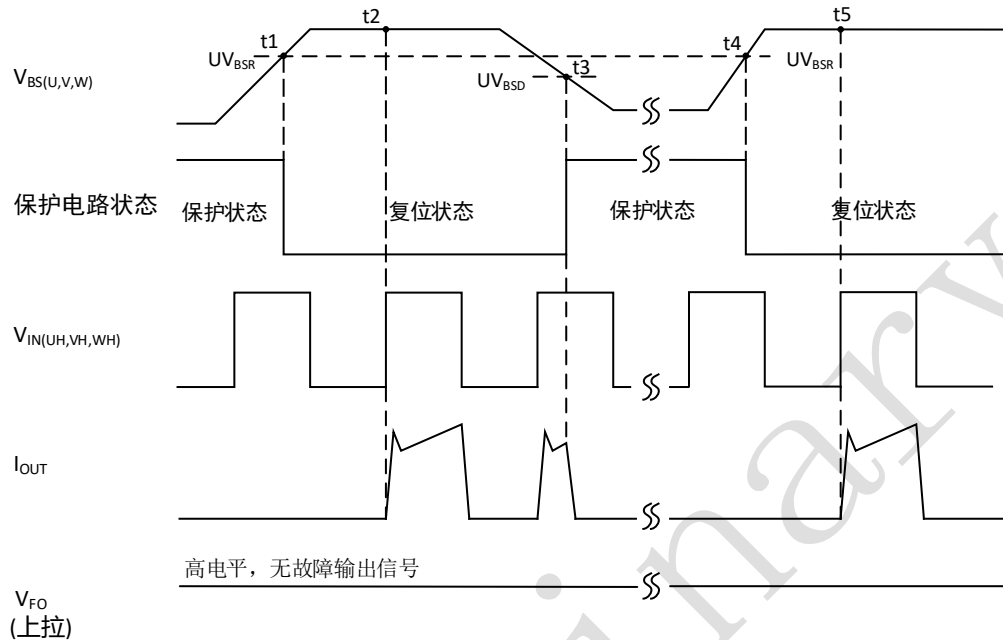 t1
t2
t3
t4
t5
UVBSR
UVBSD
UVBSR
VBS(U,V,W)
保护电路状态
保护状态
复位状态
保护状态
复位状态
VIN(UH,VH,WH)
IOUT
高电平，无故障输出信号
VFO
(上拉)
inary